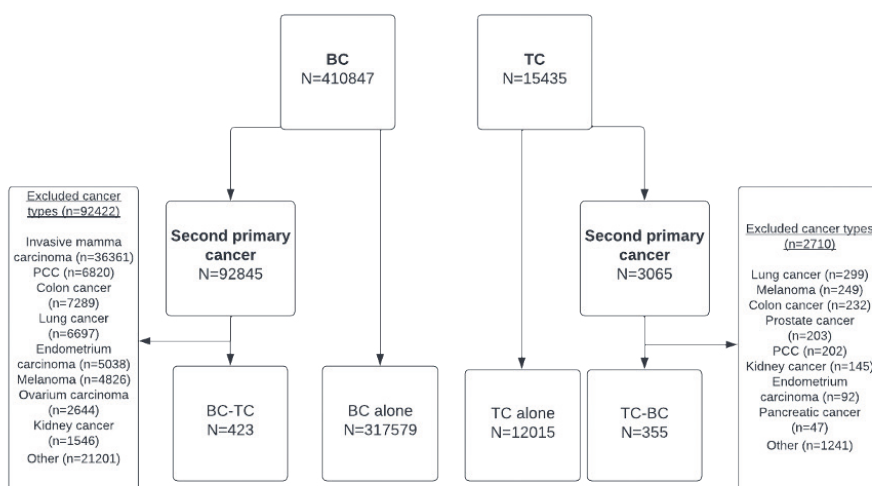 BC
N=410847
TC
N=15435
Excluded cancer
types (n=92422)
Invasive mamma
carcinoma (n=36361)
PCC (n=6820)
Colon cancer
(n=7289)
Lung cancer
(n=6697)
Endometrium
carcinoma (n=5038)
Melanoma (n=4826)
Ovarium carcinoma
(n=2644)
Kidney cancer
(n=1546)
Other (n=21201)
Second primary
cancer
N=92845
Second primary
cancer
N=3065
Excluded cancer types
(n=2710)
Lung cancer (n=299)
Melanoma (n=249)
Colon cancer (n=232)
Prostate cancer
(n=203)
PCC (n=202)
Kidney cancer (n=145)
Endometrium
carcinoma (n=92)
Pancreatic cancer
(n=47)
Other (n=1241)
BC-TC
N=423
BC alone
N=317579
TC alone
N=12015
TC-BC
N=355